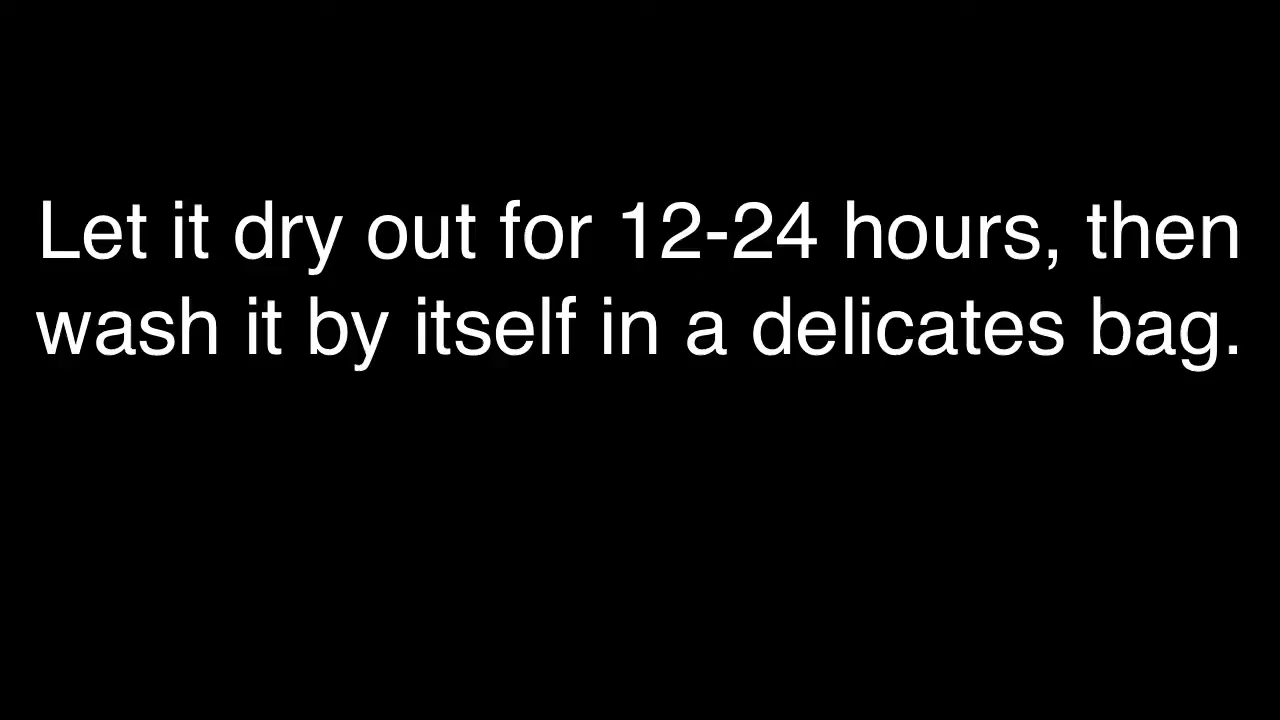 Let it dry out for 12-24 hours, then
wash it by itself in a delicates bag.